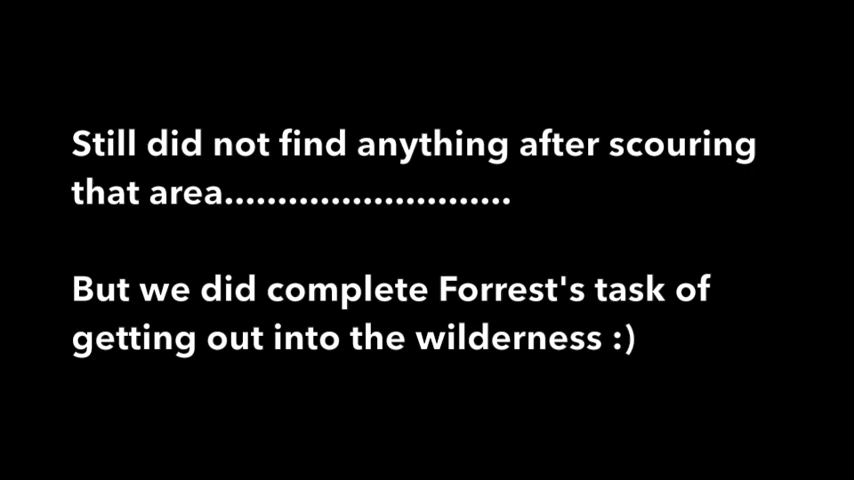 Still did not find anything after scouring
that area...........................
But we did complete Forrest's task of
getting out into the wilderness :)